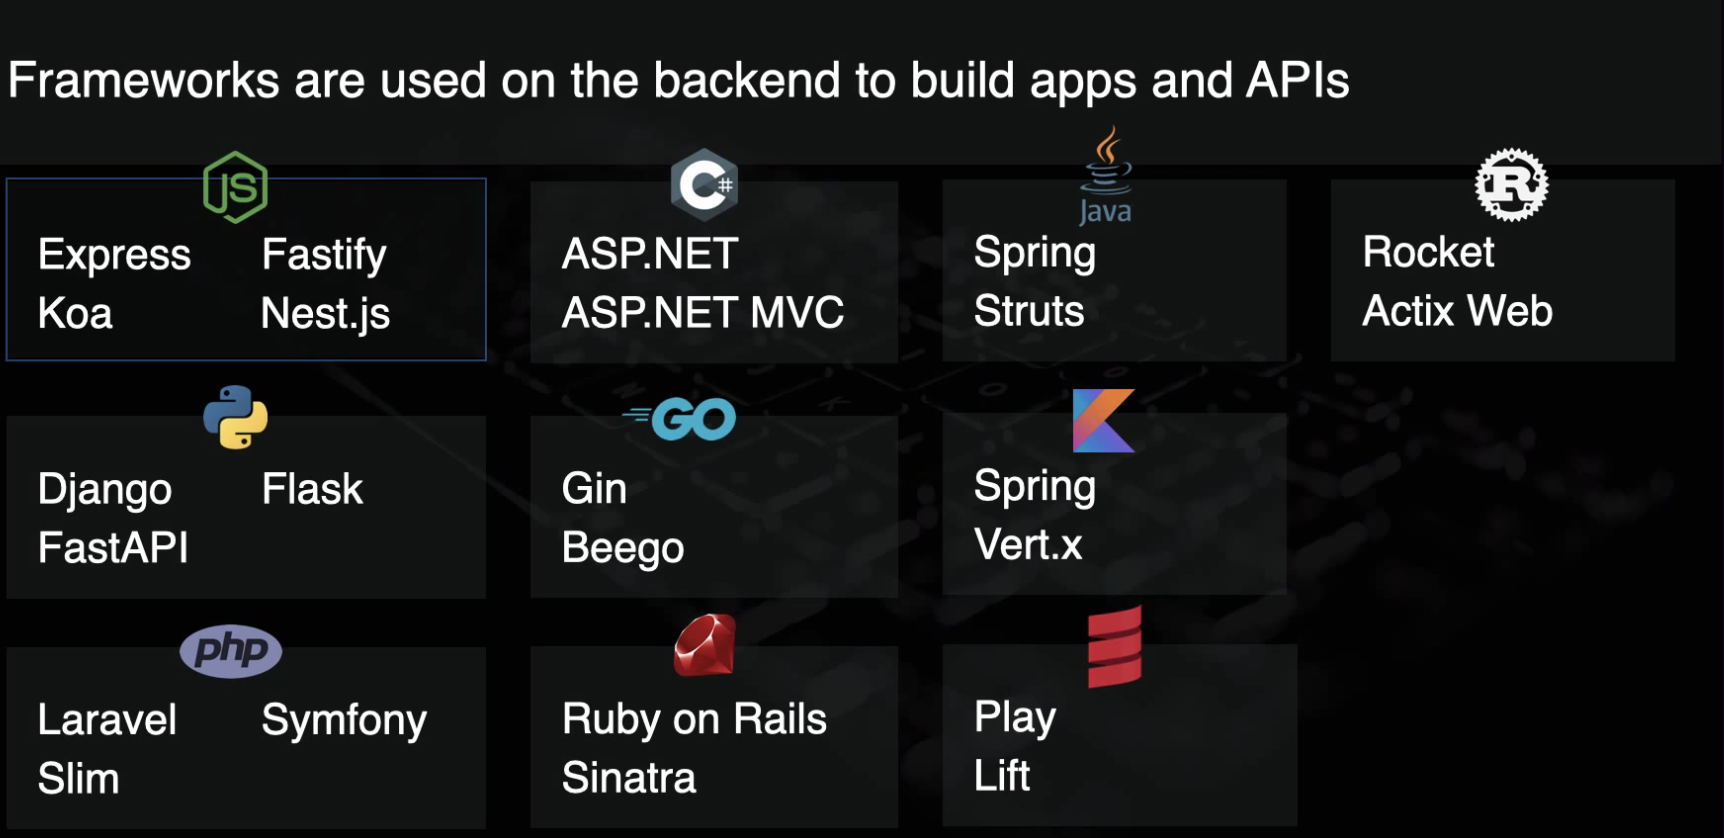 Frameworks are used on the backend to build apps and APIs
JS
Express Fastify
Koa Nest.js
C#
ASP.NET
ASP.NET MVC
Java
Spring
Struts
R
Rocket
Actix Web
Django Flask
FastAPI
GO
Gin
Beego
Spring
Vert.x
php
Laravel Symfony
Slim
Ruby on Rails
Sinatra
Play
Lift